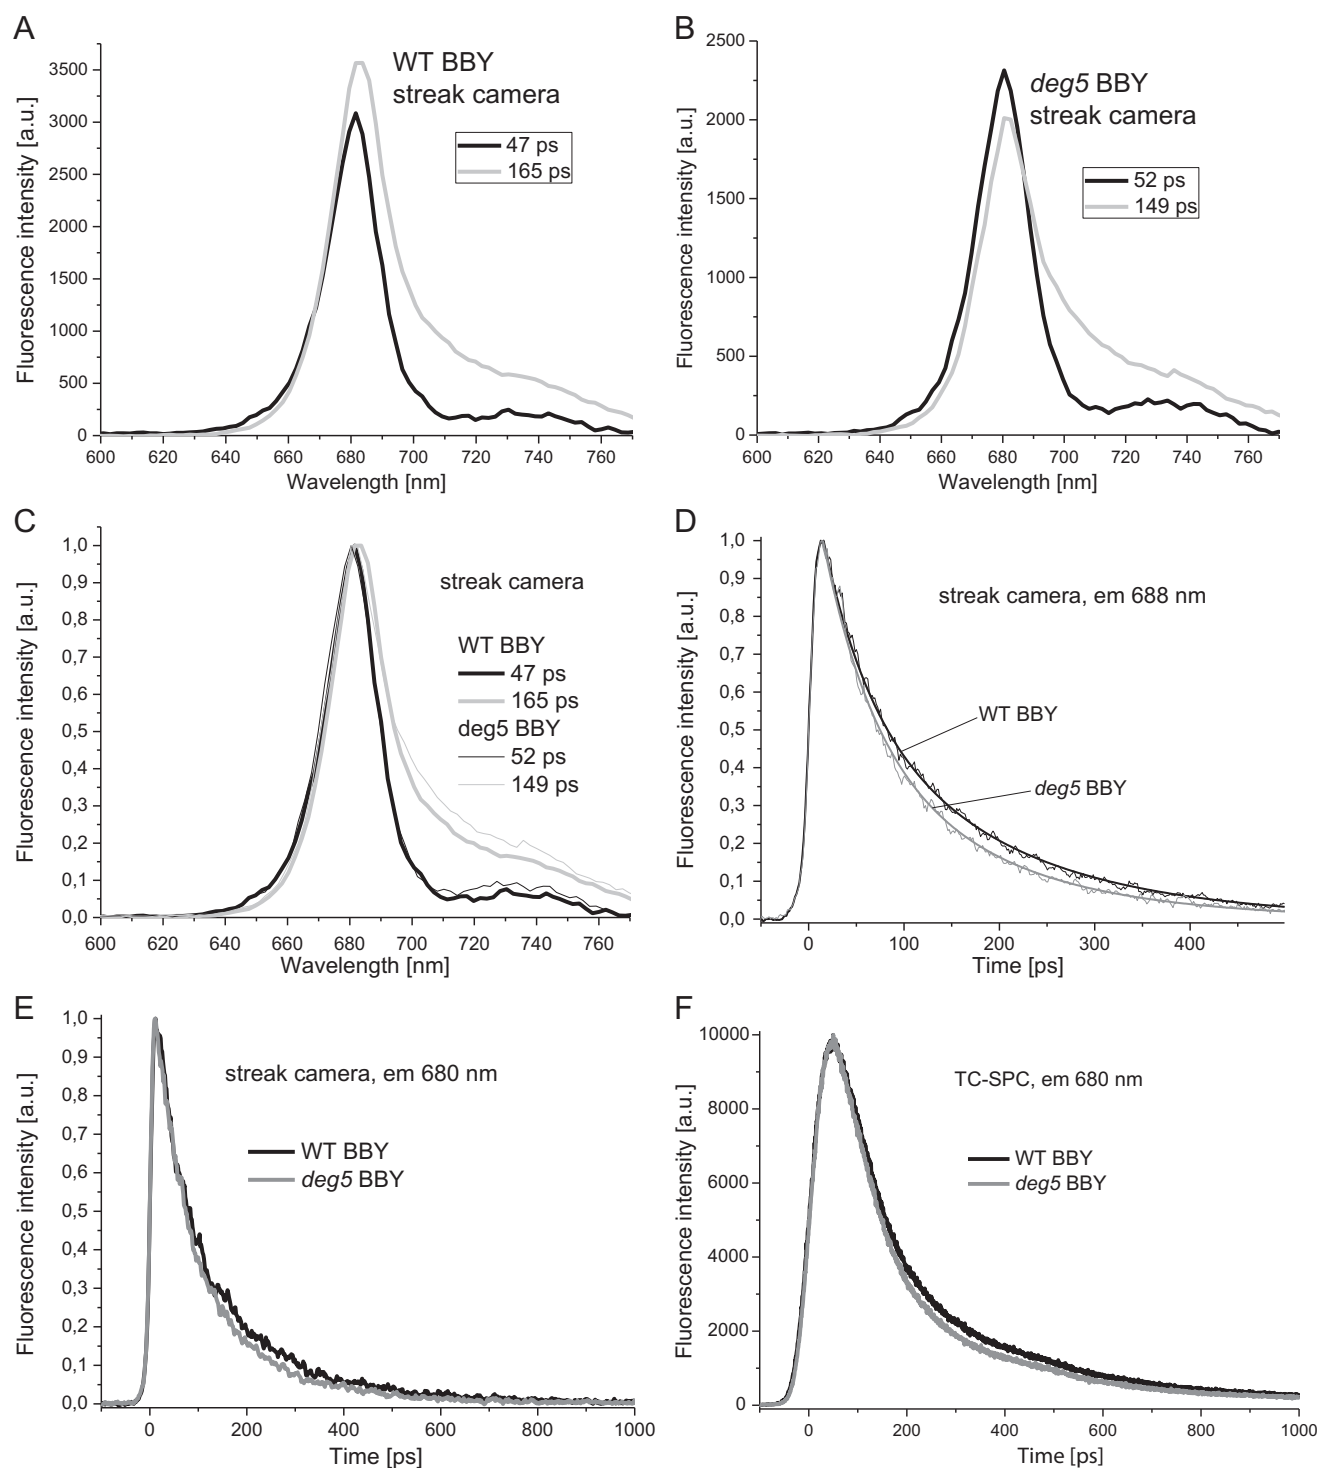 A
WT BBY
streak camera
47 ps
165 ps
3500
3000
2500
2000
1500
1000
500
0
Fluorescence intensity [a.u.]
600 620 640 660 680 700 720 740 760
Wavelength [nm]
B
deg5 BBY
streak camera
52 ps
149 ps
2500
2000
1500
1000
500
0
Fluorescence intensity [a.u.]
600 620 640 660 680 700 720 740 760
Wavelength [nm]
C
streak camera
WT BBY
47 ps
165 ps
deg5 BBY
52 ps
149 ps
1,0
0,9
0,8
0,7
0,6
0,5
0,4
0,3
0,2
0,1
0,0
Fluorescence intensity [a.u.]
600 620 640 660 680 700 720 740 760
Wavelength [nm]
D
streak camera, em 688 nm
WT BBY
deg5 BBY
1,0
0,9
0,8
0,7
0,6
0,5
0,4
0,3
0,2
0,1
0,0
Fluorescence intensity [a.u.]
0 100 200 300 400
Time [ps]
E
streak camera, em 680 nm
WT BBY
deg5 BBY
1,0
0,9
0,8
0,7
0,6
0,5
0,4
0,3
0,2
0,1
0,0
Fluorescence intensity [a.u.]
0 200 400 600 800 1000
Time [ps]
F
TC-SPC, em 680 nm
WT BBY
deg5 BBY
10000
8000
6000
4000
2000
0
Fluorescence intensity [a.u.]
0 200 400 600 800 1000
Time [ps]